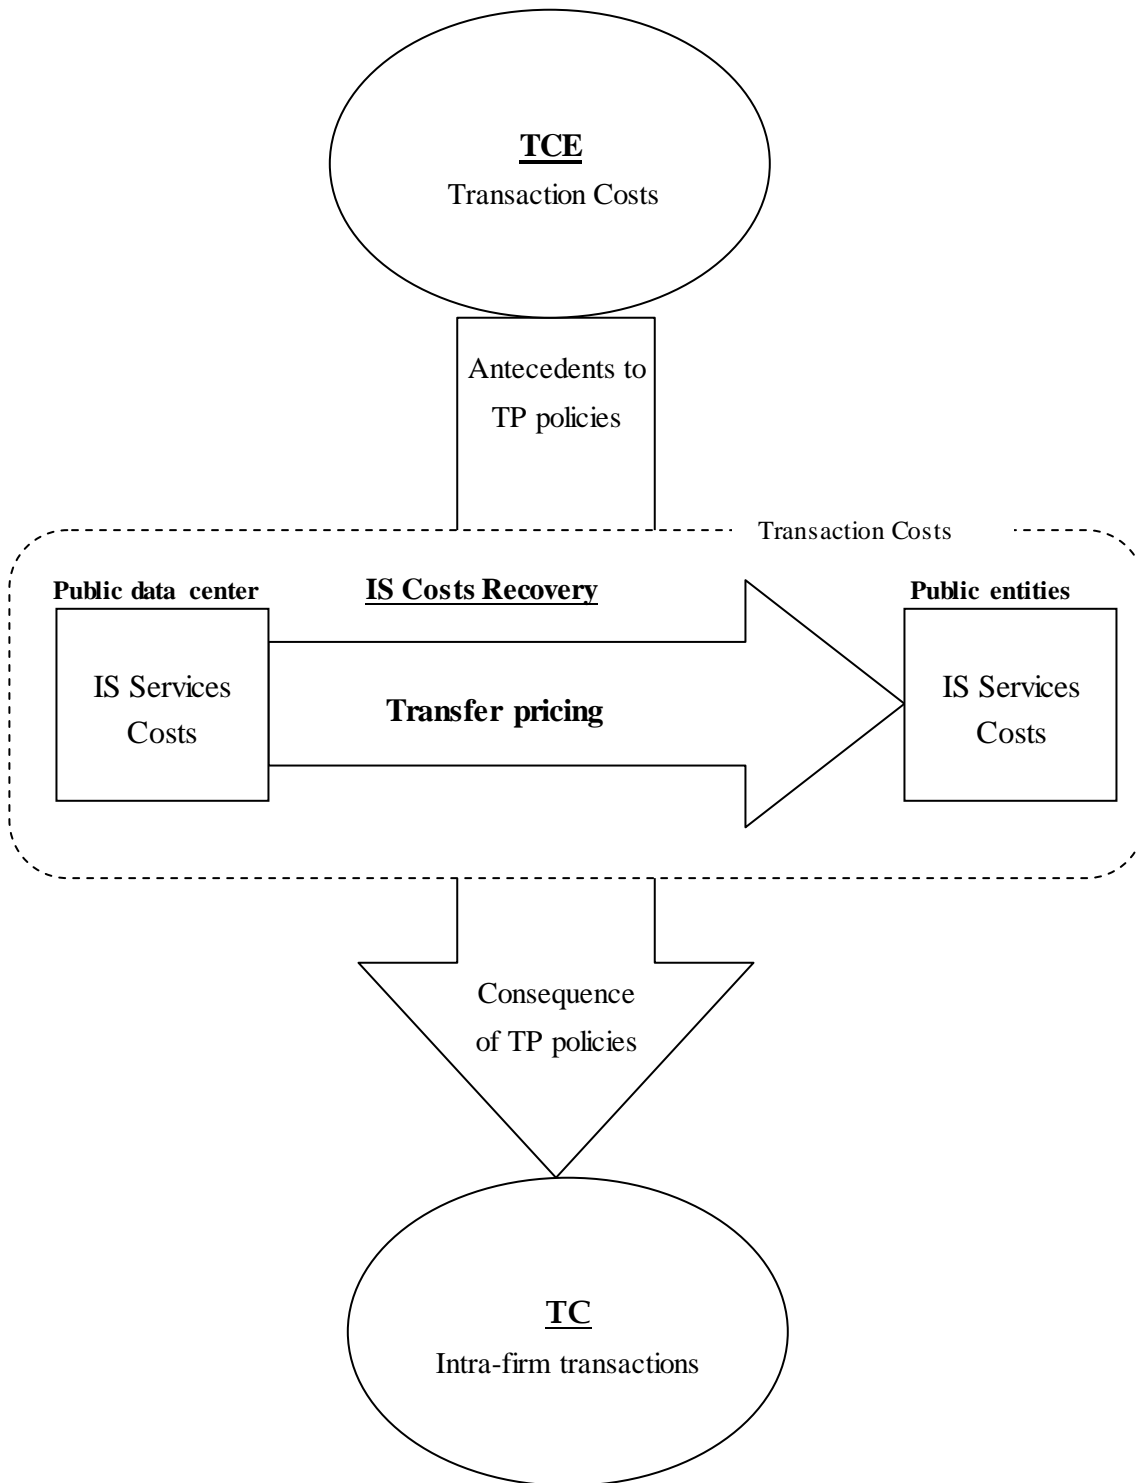 TCE
Transaction Costs
Antecedents to
TP policies
Transaction Costs
Public data center
IS Costs Recovery
Public entities
IS Services
Costs
Transfer pricing
IS Services
Costs
Consequence
of TP policies
TC
Intra-firm transactions